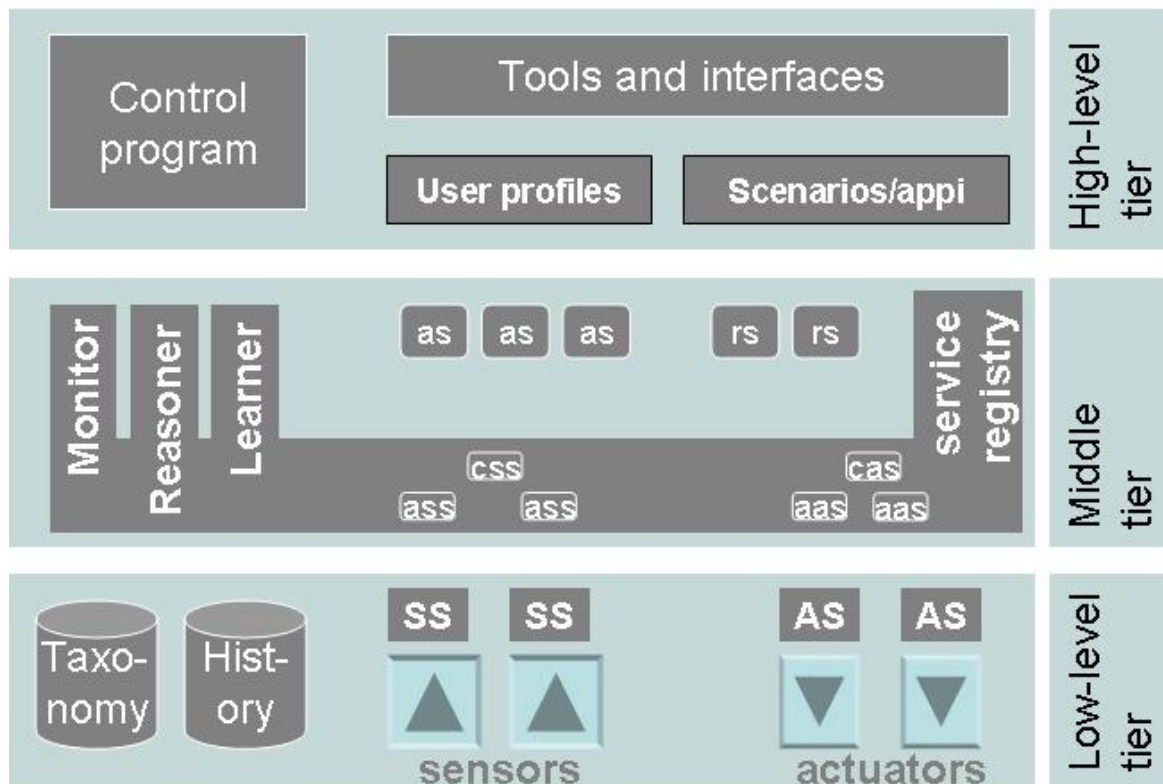 Control
program
Tools and interfaces
User profiles
Scenarios/appi
High-level
tier
Monitor
Reasoner
Learner
as
as
as
rs
rs
service
registry
css
ass
ass
cas
aas
aas
Middle
tier
Taxo-
nomy
Hist-
ory
SS
SS
AS
AS
sensors
actuators
Low-level
tier